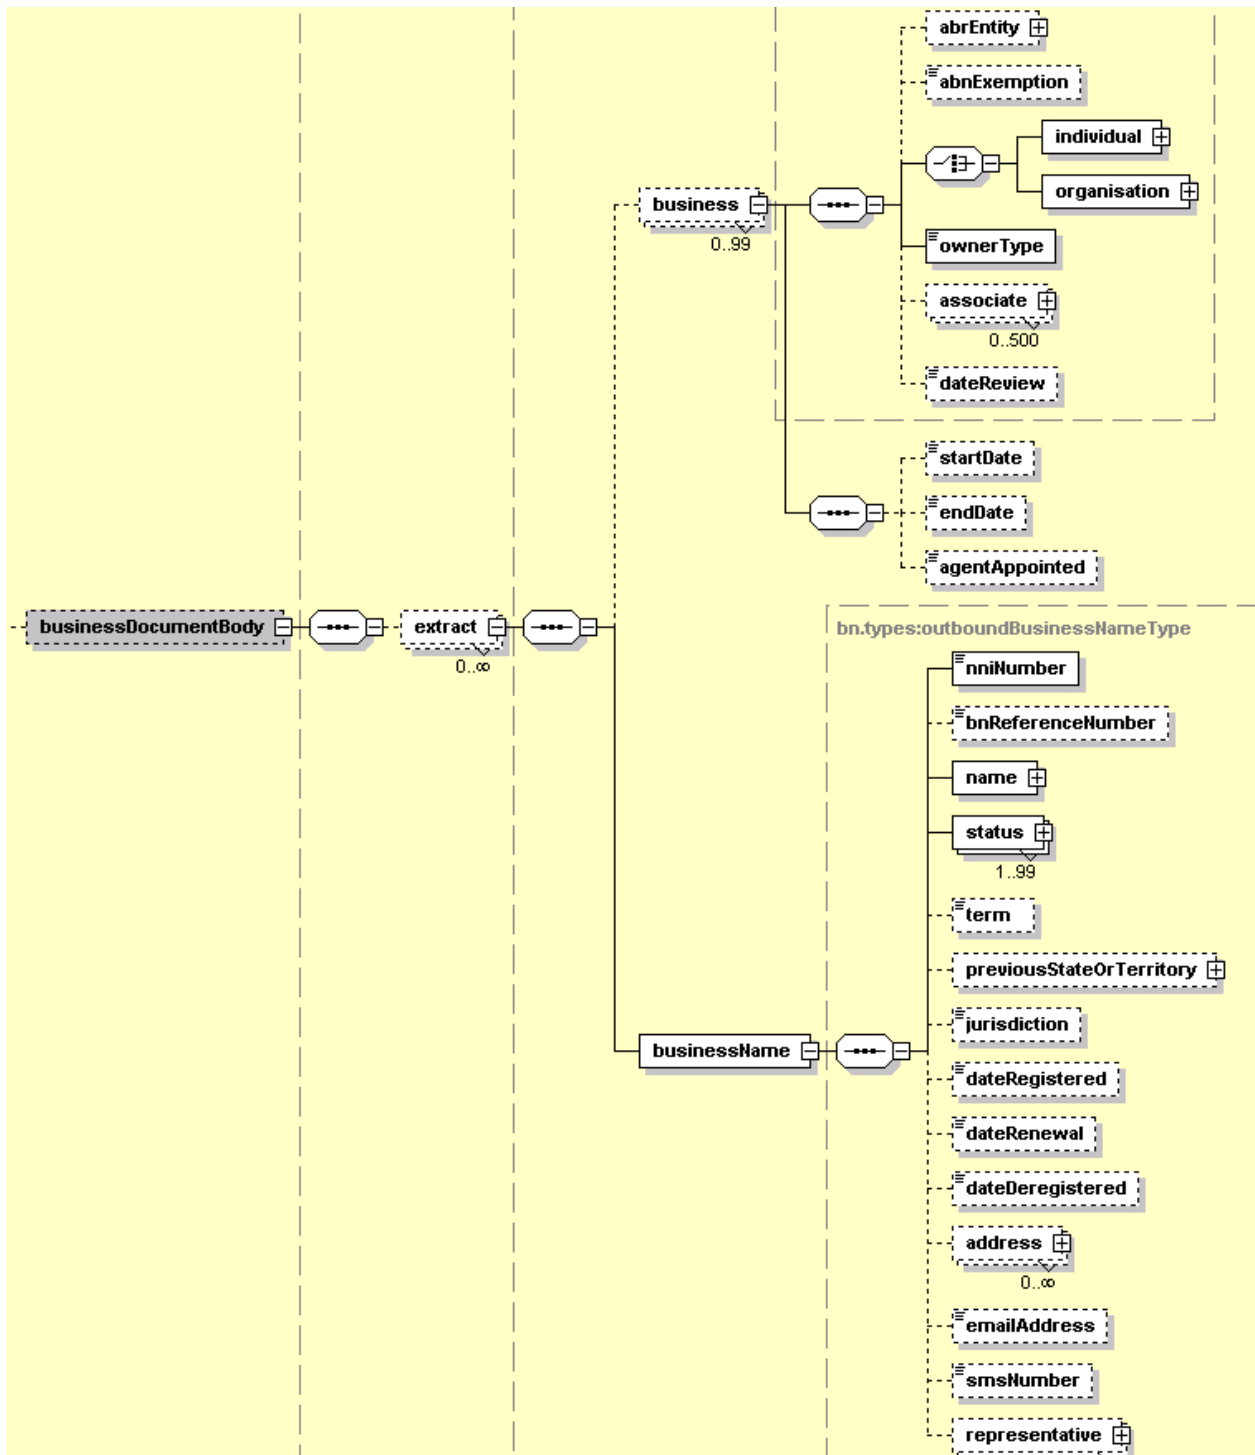 abrEntity
abnExemption
individual
organisation
business
0..99
ownerType
associate
0..500
dateReview
startDate
endDate
agentAppointed
businessDocumentBody
extract
0..∞
bn.types:outboundBusinessNameType
nniNumber
bnReferenceNumber
name
status
1..99
term
previousStateOrTerritory
jurisdiction
businessName
dateRegistered
dateRenewal
dateDeregistered
address
0..∞
emailAddress
smsNumber
representative